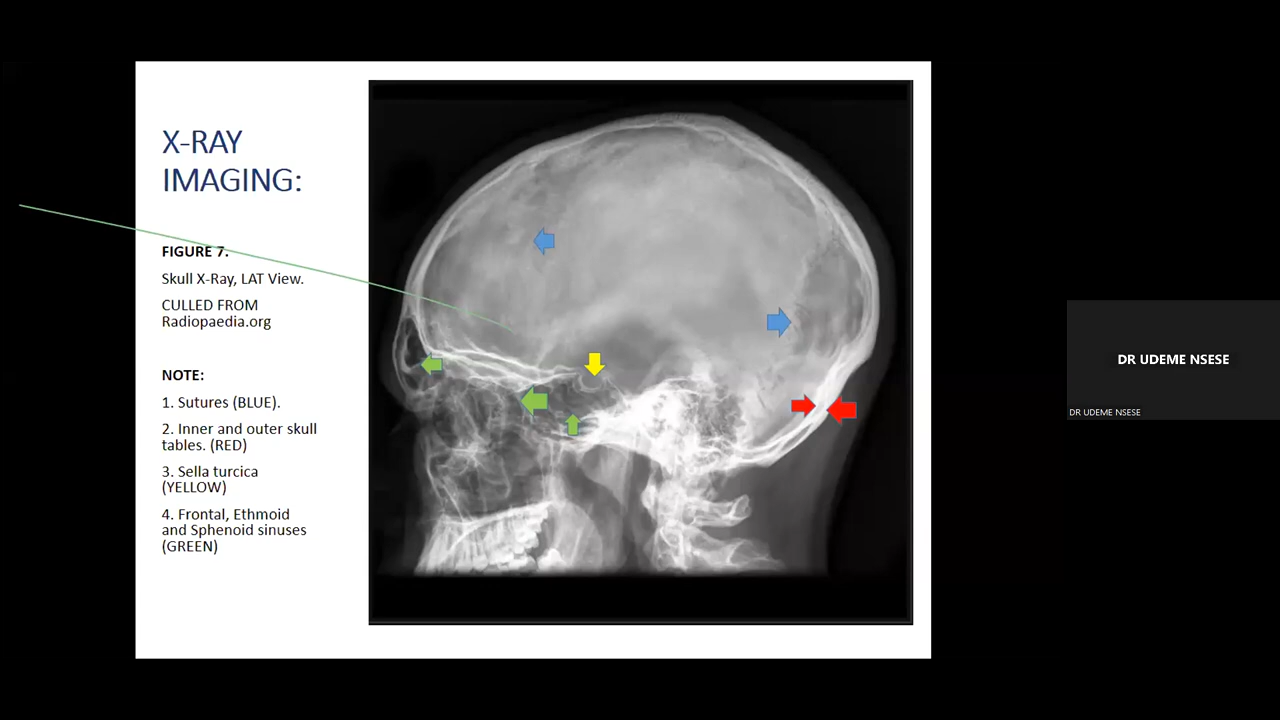 X-RAY
IMAGING:
FIGURE 7.
Skull X-Ray, LAT View.
CULLED FROM
Radiopaedia.org
NOTE:
1. Sutures (BLUE).
2. Inner and outer skull
tables. (RED)
3. Sella turcica
(YELLOW)
4. Frontal, Ethmoid
and Sphenoid sinuses
(GREEN)
DR UDEME NSESE
DR UDEME NSESE